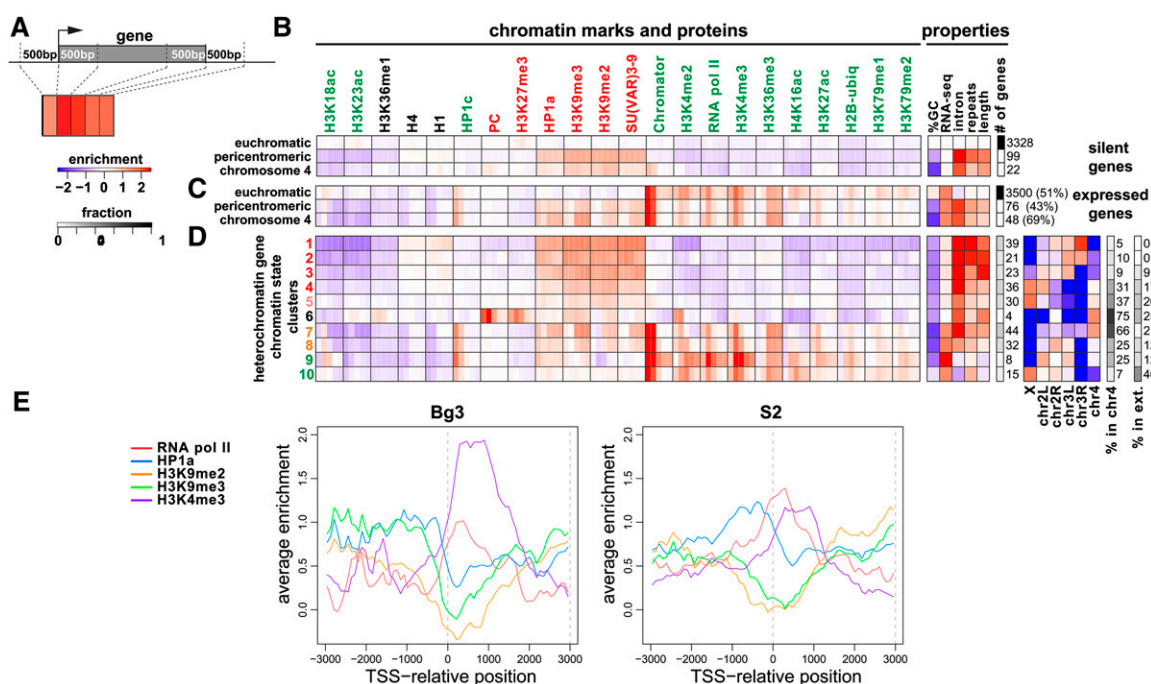 A
gene
500bp 500bp 500bp 500bp
enrichment
−2 −1 0 1 2
fraction
0 1
B
chromatin marks and proteins
properties
H3K18ac
H3K23ac
H3K36me1
H4
H1
HP1c
PC
H3K27me3
HP1a
H3K9me3
H3K9me2
SU(VAR)3-9
Chromator
H3K4me2
RNA pol II
H3K4me3
H3K36me3
H4K16ac
H3K27ac
H2B-ubiq
H3K79me1
H3K79me2
%GC
RNA-seq
intron
repeats
length
# of genes
euchromatic 3328
pericentromeric 99
chromosome 4 22
silent genes
C
euchromatic 3500 (51%)
pericentromeric 76 (43%)
chromosome 4 48 (69%)
expressed genes
D
heterochromatin gene
chromatin state
clusters
1 39 5 0
2 21 10 0
3 23 9 9
4 36 31
5 30 37
6 4 75
7 44 66
8 32 25
9 8 25
10 15 7
X
chr2L
chr2R
chr3L
chr3R
chr4
% in chr4
% in ext.
E
RNA pol II
HP1a
H3K9me2
H3K9me3
H3K4me3
Bg3
average enrichment
2.0
1.5
1.0
0.5
0.0
−3000 −2000 −1000 0 1000 2000 3000
TSS−relative position
S2
average enrichment
2.0
1.5
1.0
0.5
0.0
−3000 −2000 −1000 0 1000 2000 3000
TSS−relative position